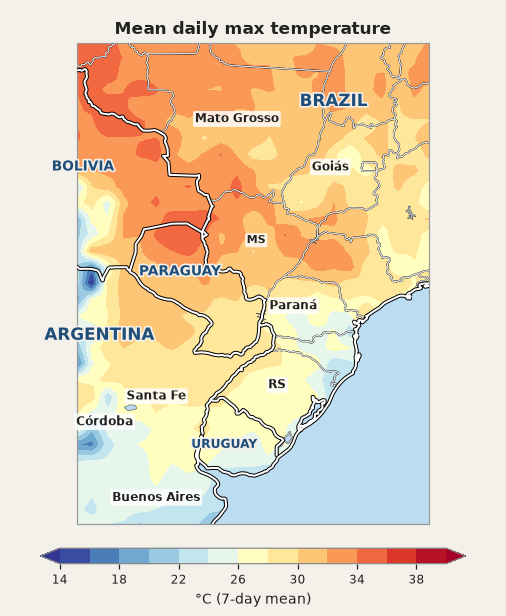 Mean daily max temperature
BRAZIL
Mato Grosso
BOLIVIA
Goiás
MS
PARAGUAY
Paraná
ARGENTINA
RS
Santa Fe
Córdoba
URUGUAY
Buenos Aires
14 18 22 26 30 34 38
°C (7-day mean)